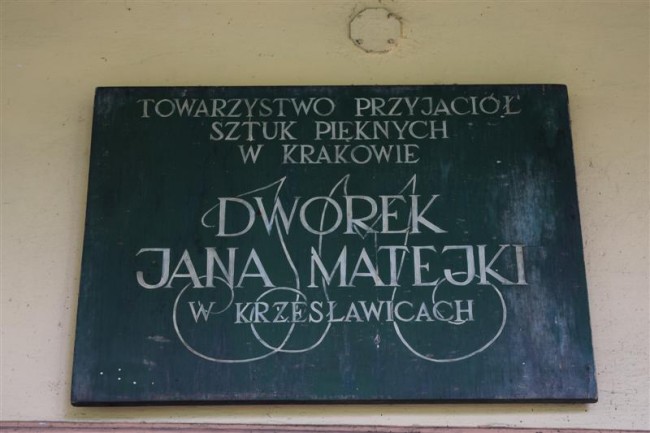 TOWARZYSTWO PRZYJACIÓŁ
SZTUK PIĘKNYCH
W KRAKOWIE
DWOREK
JANA MATEJKI
W KRZESŁAWICACH